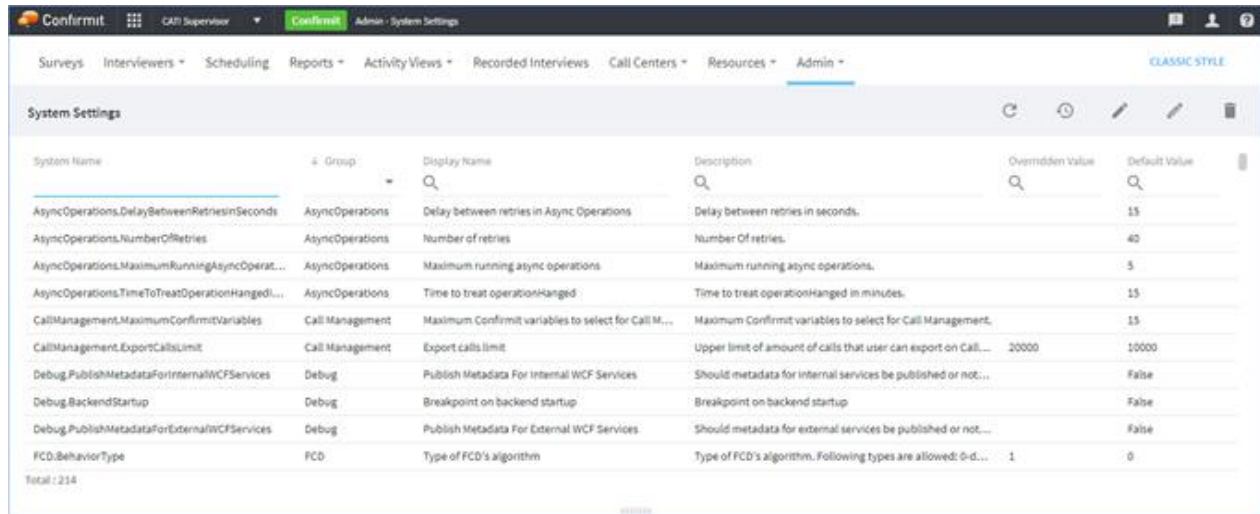 Confirmit CATI Supervisor Confirmit Admin - System Settings
Surveys Interviewers Scheduling Reports Activity Views Recorded Interviews Call Centers Resources Admin CLASSIC STYLE
System Settings
System Name Group Display Name Description Overridden Value Default Value
AsyncOperations.DelayBetweenRetriesInSeconds AsyncOperations Delay between retries in Async Operations Delay between retries in seconds. 15
AsyncOperations.NumberOfRetries AsyncOperations Number of retries Number Of retries. 40
AsyncOperations.MaximumRunningAsyncOperat... AsyncOperations Maximum running async operations Maximum running async operations. 5
AsyncOperations.TimeToTreatOperationHangedI... AsyncOperations Time to treat operationHanged Time to treat operationHanged in minutes. 15
CallManagement.MaximumConfirmitVariables Call Management Maximum Confirmit variables to select for Call M... Maximum Confirmit variables to select for Call Management. 15
CallManagement.ExportCallsLimit Call Management Export calls limit Upper limit of amount of calls that user can export on Call... 20000 10000
Debug.PublishMetadataForInternalWCFServices Debug Publish Metadata For Internal WCF Services Should metadata for internal services be published or not... False
Debug.BackendStartup Debug Breakpoint on backend startup Breakpoint on backend startup False
Debug.PublishMetadataForExternalWCFServices Debug Publish Metadata For External WCF Services Should metadata for external services be published or not... False
FCD.BehaviorType FCD Type of FCD's algorithm Type of FCD's algorithm. Following types are allowed: 0-d... 1 0
Total : 214